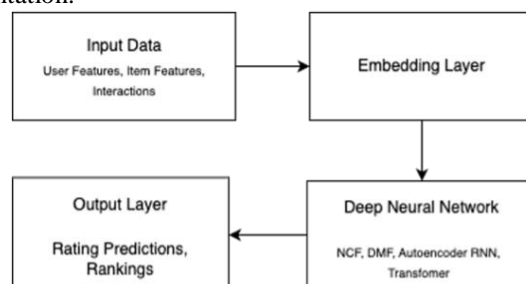 itation.
Input Data
User Features, Item Features,
Interactions
Embedding Layer
Output Layer
Rating Predictions,
Rankings
Deep Neural Network
NCF, DMF, Autoencoder RNN,
Transfomer